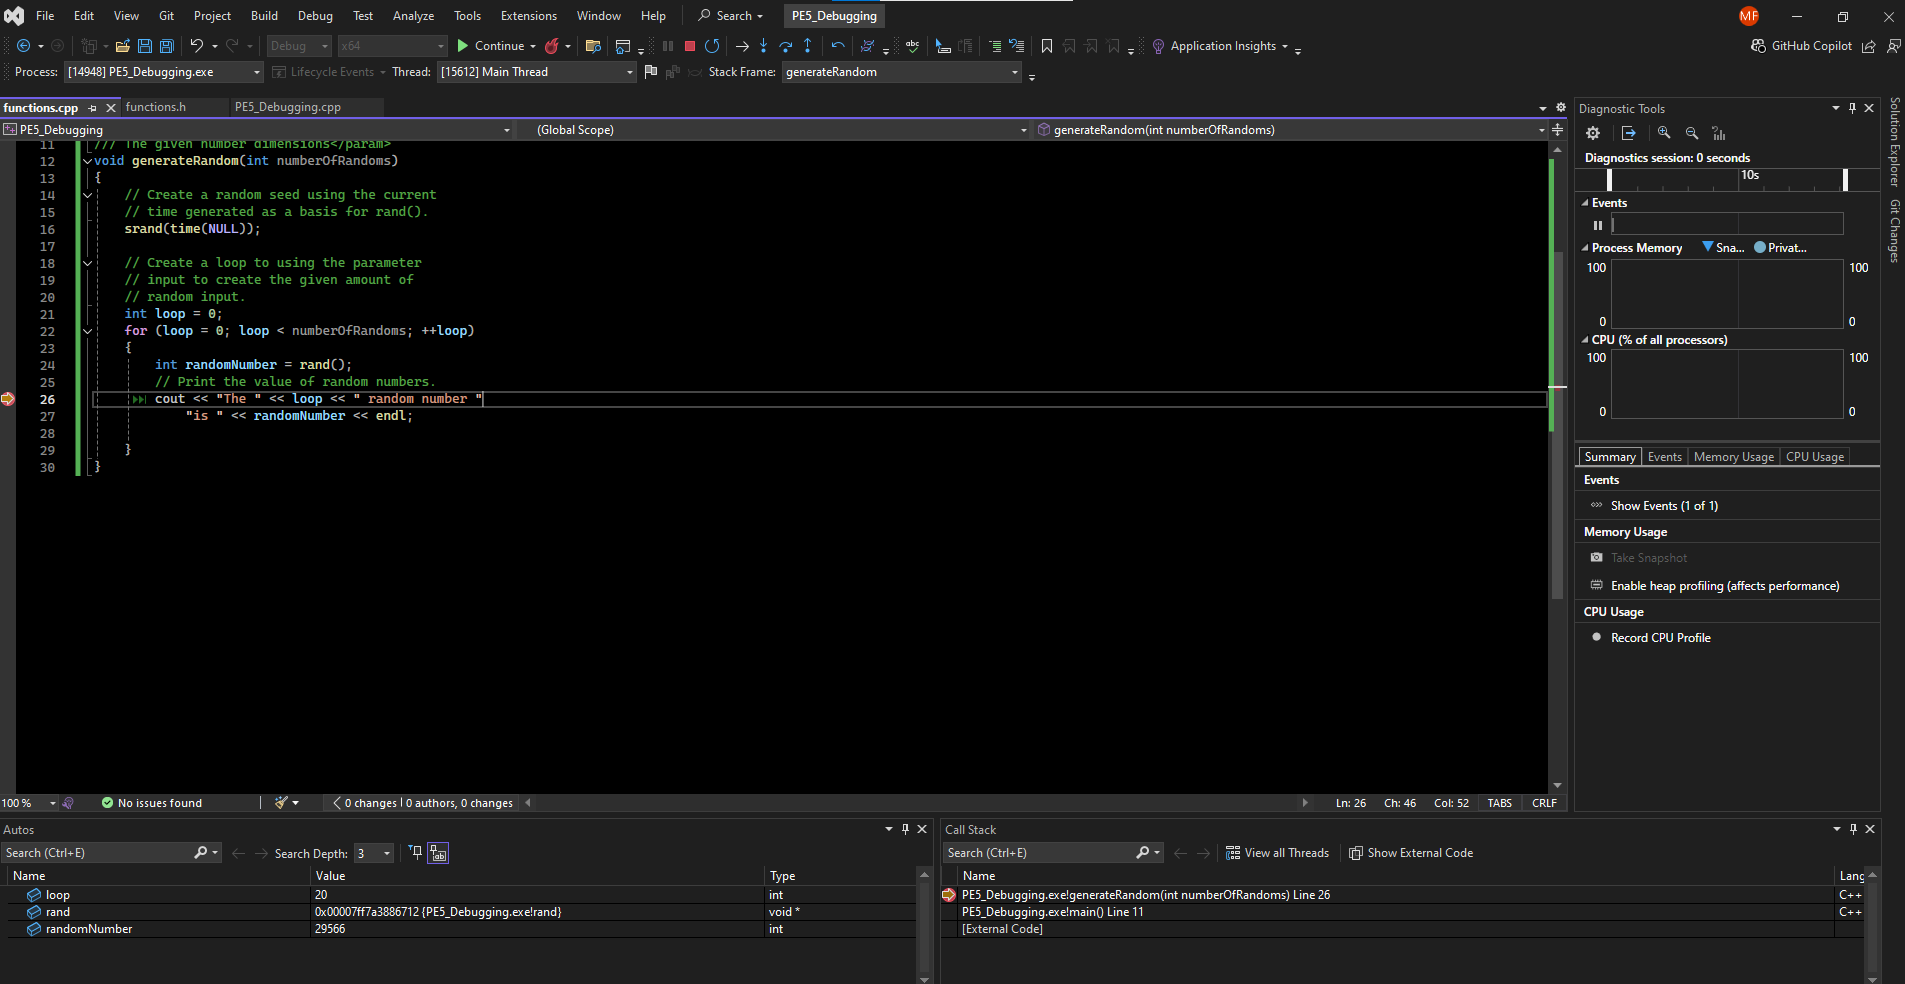 File Edit View Git Project Build Debug Test Analyze Tools Extensions Window Help Search PE5_Debugging MF
Debug x64 Continue Application Insights GitHub Copilot
Process: [14948] PE5_Debugging.exe Lifecycle Events Thread: [15612] Main Thread Stack Frame: generateRandom
functions.cpp functions.h PE5_Debugging.cpp
PE5_Debugging (Global Scope) generateRandom(int numberOfRandoms)
11 /// The given number dimensions</param>
12 void generateRandom(int numberOfRandoms)
13 {
14 // Create a random seed using the current
15 // time generated as a basis for rand().
16 srand(time(NULL));
17
18 // Create a loop to using the parameter
19 // input to create the given amount of
20 // random input.
21 int loop = 0;
22 for (loop = 0; loop < numberOfRandoms; ++loop)
23 {
24 int randomNumber = rand();
25 // Print the value of random numbers.
26 cout << "The " << loop << " random number "
27 "is " << randomNumber << endl;
28
29 }
30 }
100 % No issues found 0 changes | 0 authors, 0 changes Ln: 26 Ch: 46 Col: 52 TABS CRLF
Diagnostic Tools
Diagnostics session: 0 seconds
10s
Events
Process Memory Sna... Privat...
100 100
0 0
CPU (% of all processors)
100 100
0 0
Summary Events Memory Usage CPU Usage
Events
Show Events (1 of 1)
Memory Usage
Take Snapshot
Enable heap profiling (affects performance)
CPU Usage
Record CPU Profile
Solution Explorer
Git Changes
Autos
Search (Ctrl+E) Search Depth: 3
Name Value Type
loop 20 int
rand 0x00007ff7a3886712 {PE5_Debugging.exe!rand} void *
randomNumber 29566 int
Call Stack
Search (Ctrl+E) View all Threads Show External Code
Name Lang
PE5_Debugging.exe!generateRandom(int numberOfRandoms) Line 26 C++
PE5_Debugging.exe!main() Line 11 C++
[External Code]